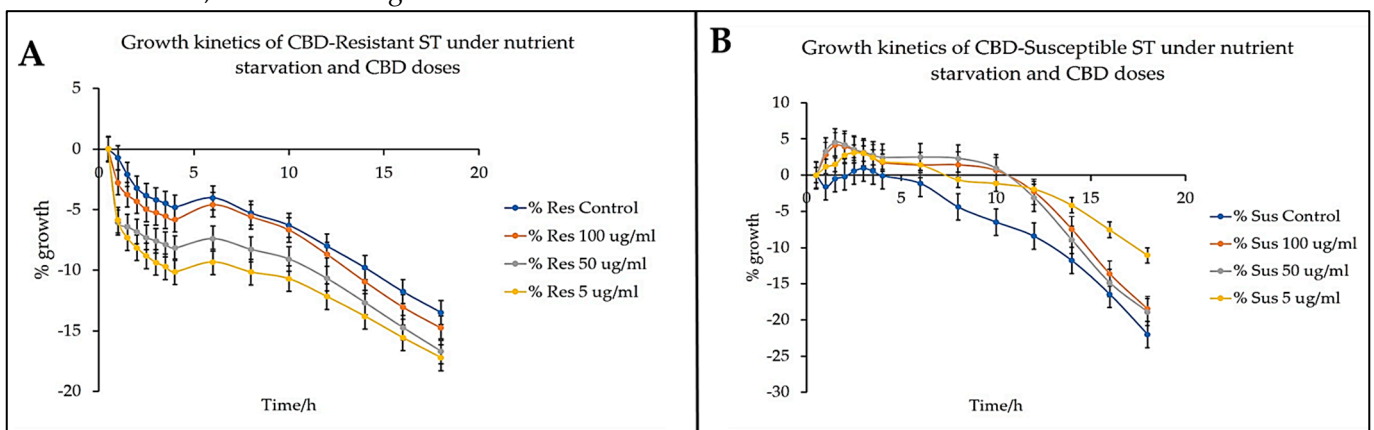 A
Growth kinetics of CBD-Resistant ST under nutrient
starvation and CBD doses
5
0
-5
-10
-15
-20
0
5
10
15
20
% growth
Time/h
% Res Control
% Res 100 ug/ml
% Res 50 ug/ml
% Res 5 ug/ml
B
Growth kinetics of CBD-Susceptible ST under nutrient
starvation and CBD doses
10
5
0
-5
-10
-15
-20
-25
-30
0
5
10
15
20
% growth
Time/h
% Sus Control
% Sus 100 ug/ml
% Sus 50 ug/ml
% Sus 5 ug/ml